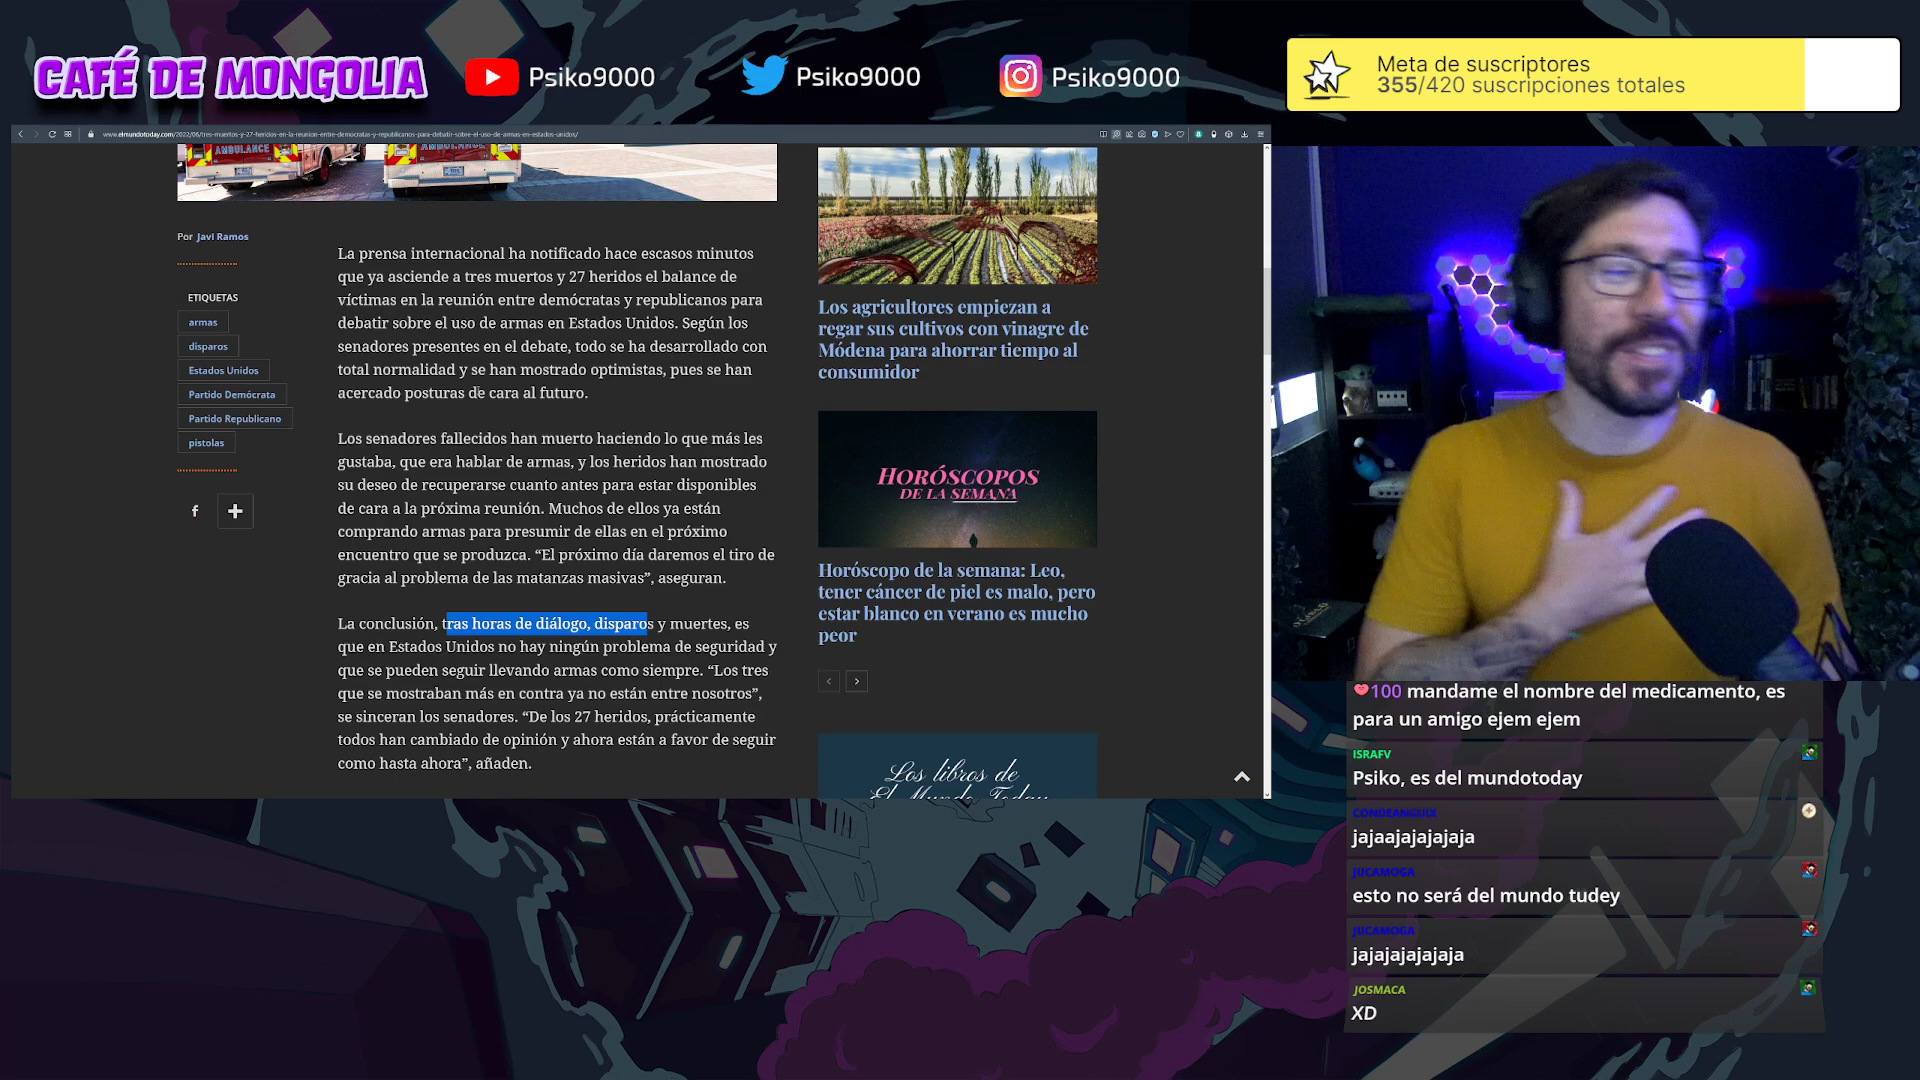 CAFÉ DE MONGOLIA
Psiko9000
Psiko9000
Psiko9000
Meta de suscriptores
355/420 suscripciones totales
www.elmundotoday.com/2022/06/tres-muertos-y-27-heridos-en-la-reunion-entre-democratas-y-republicanos-para-debatir-sobre-el-uso-de-armas-en-estados-unidos/
AMBULANCE
AMBULANCE
Por Javi Ramos
ETIQUETAS
armas
disparos
Estados Unidos
Partido Demócrata
Partido Republicano
pistolas
La prensa internacional ha notificado hace escasos minutos
que ya asciende a tres muertos y 27 heridos el balance de
víctimas en la reunión entre demócratas y republicanos para
debatir sobre el uso de armas en Estados Unidos. Según los
senadores presentes en el debate, todo se ha desarrollado con
total normalidad y se han mostrado optimistas, pues se han
acercado posturas de cara al futuro.
Los senadores fallecidos han muerto haciendo lo que más les
gustaba, que era hablar de armas, y los heridos han mostrado
su deseo de recuperarse cuanto antes para estar disponibles
de cara a la próxima reunión. Muchos de ellos ya están
comprando armas para presumir de ellas en el próximo
encuentro que se produzca. “El próximo día daremos el tiro de
gracia al problema de las matanzas masivas”, aseguran.
La conclusión, tras horas de diálogo, disparos y muertes, es
que en Estados Unidos no hay ningún problema de seguridad y
que se pueden seguir llevando armas como siempre. “Los tres
que se mostraban más en contra ya no están entre nosotros”,
se sinceran los senadores. “De los 27 heridos, prácticamente
todos han cambiado de opinión y ahora están a favor de seguir
como hasta ahora”, añaden.
Los agricultores empiezan a
regar sus cultivos con vinagre de
Módena para ahorrar tiempo al
consumidor
HORÓSCOPOS
DE LA SEMANA
Horóscopo de la semana: Leo,
tener cáncer de piel es malo, pero
estar blanco en verano es mucho
peor
Los libros de
El Mundo Today
100 mandame el nombre del medicamento, es
para un amigo ejem ejem
ISRAFV
Psiko, es del mundotoday
CONDEANGUIX
jajaajajajajaja
JUCAMOGA
esto no será del mundo tudey
JUCAMOGA
jajajajajajaja
JOSMACA
XD